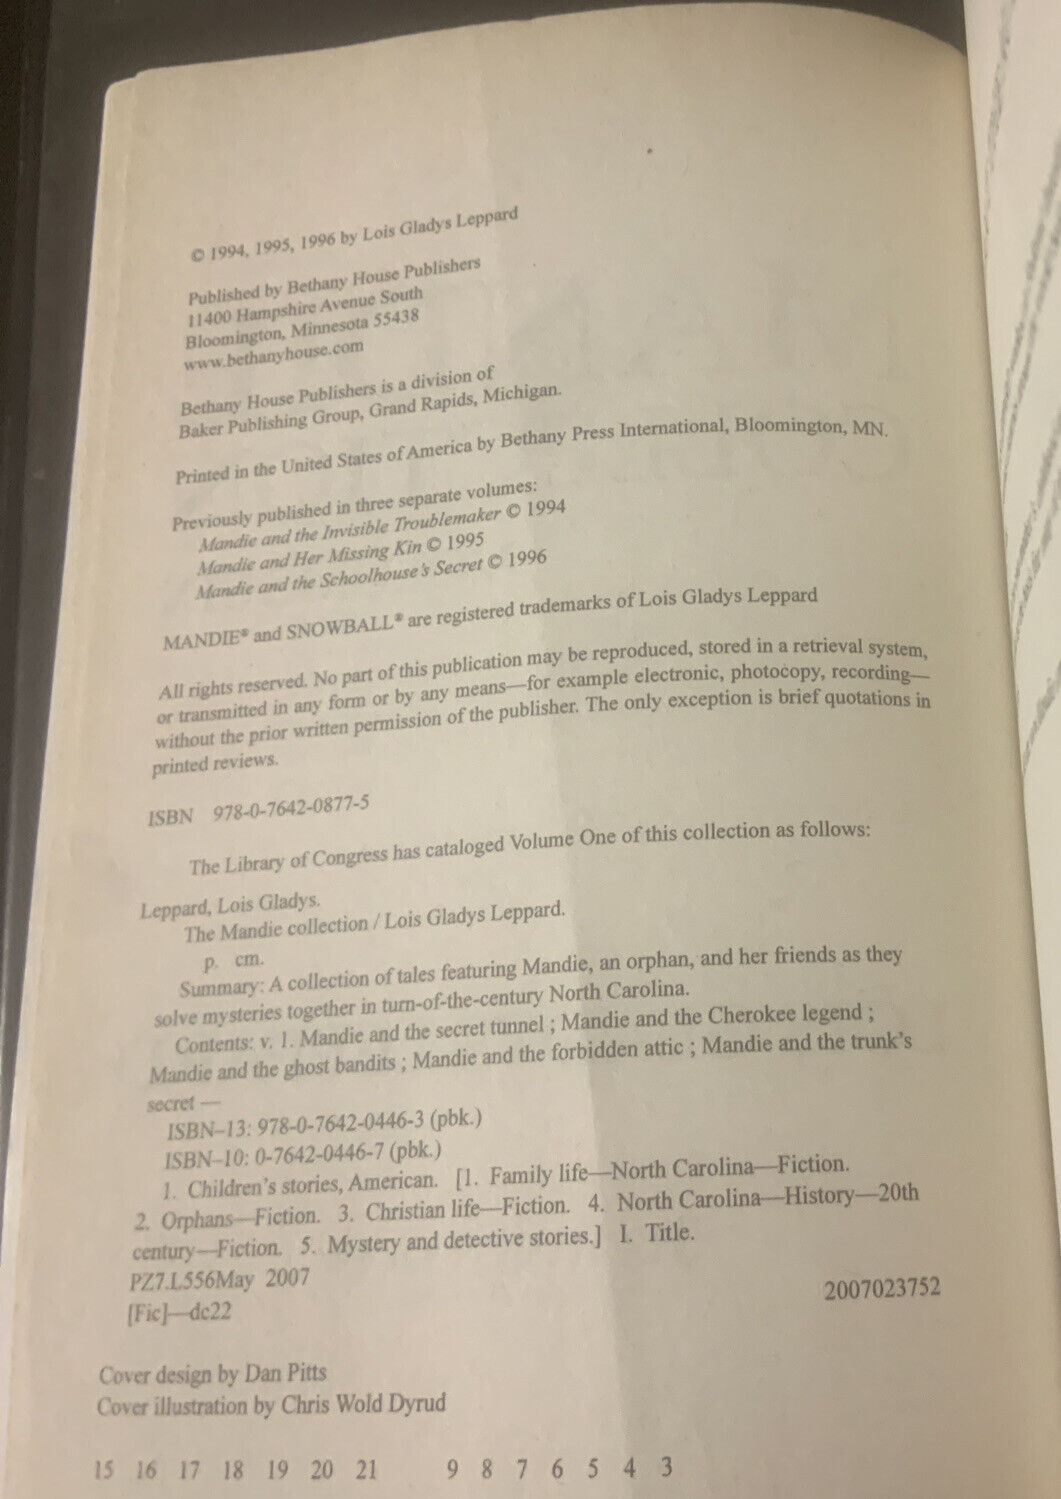 © 1994, 1995, 1996 by Lois Gladys Leppard
Published by Bethany House Publishers
11400 Hampshire Avenue South
Bloomington, Minnesota 55438
www.bethanyhouse.com
Bethany House Publishers is a division of
Baker Publishing Group, Grand Rapids, Michigan.
Printed in the United States of America by Bethany Press International, Bloomington, MN.
Previously published in three separate volumes:
Mandie and the Invisible Troublemaker © 1994
Mandie and Her Missing Kin © 1995
Mandie and the Schoolhouse's Secret © 1996
MANDIE® and SNOWBALL® are registered trademarks of Lois Gladys Leppard
All rights reserved. No part of this publication may be reproduced, stored in a retrieval system,
or transmitted in any form or by any means—for example electronic, photocopy, recording—
without the prior written permission of the publisher. The only exception is brief quotations in
printed reviews.
ISBN 978-0-7642-0877-5
The Library of Congress has cataloged Volume One of this collection as follows:
Leppard, Lois Gladys.
The Mandie collection / Lois Gladys Leppard.
p. cm.
Summary: A collection of tales featuring Mandie, an orphan, and her friends as they
solve mysteries together in turn-of-the-century North Carolina.
Contents: v. 1. Mandie and the secret tunnel ; Mandie and the Cherokee legend ;
Mandie and the ghost bandits ; Mandie and the forbidden attic ; Mandie and the trunk's
secret —
ISBN–13: 978-0-7642-0446-3 (pbk.)
ISBN–10: 0-7642-0446-7 (pbk.)
1. Children's stories, American. [1. Family life—North Carolina—Fiction.
2. Orphans—Fiction. 3. Christian life—Fiction. 4. North Carolina—History—20th
century—Fiction. 5. Mystery and detective stories.] I. Title.
PZ7.L556May 2007
[Fic]—dc22 2007023752
Cover design by Dan Pitts
Cover illustration by Chris Wold Dyrud
15 16 17 18 19 20 21 9 8 7 6 5 4 3